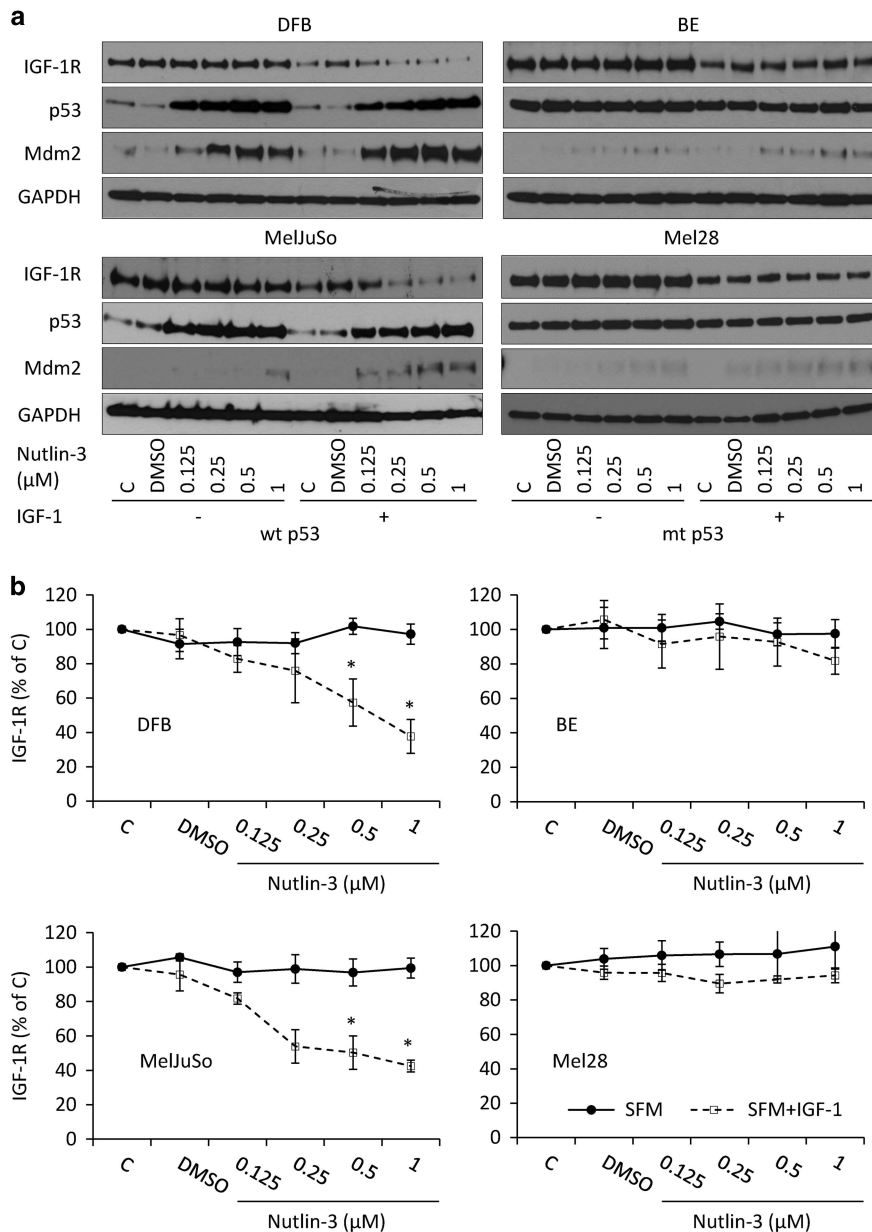 a
DFB
BE
IGF-1R
p53
Mdm2
GAPDH
MelJuSo
Mel28
IGF-1R
p53
Mdm2
GAPDH
Nutlin-3 (µM)
C DMSO 0.125 0.25 0.5 1 C DMSO 0.125 0.25 0.5 1
C DMSO 0.125 0.25 0.5 1 C DMSO 0.125 0.25 0.5 1
IGF-1 - + - +
wt p53 mt p53
b
IGF-1R (% of C)
120
100
80
60
40
20
0
*
*
DFB
C DMSO 0.125 0.25 0.5 1
Nutlin-3 (µM)
120
100
80
60
40
20
0
BE
C DMSO 0.125 0.25 0.5 1
Nutlin-3 (µM)
IGF-1R (% of C)
120
100
80
60
40
20
0
*
*
MelJuSo
C DMSO 0.125 0.25 0.5 1
Nutlin-3 (µM)
120
100
80
60
40
20
0
Mel28
SFM SFM+IGF-1
C DMSO 0.125 0.25 0.5 1
Nutlin-3 (µM)